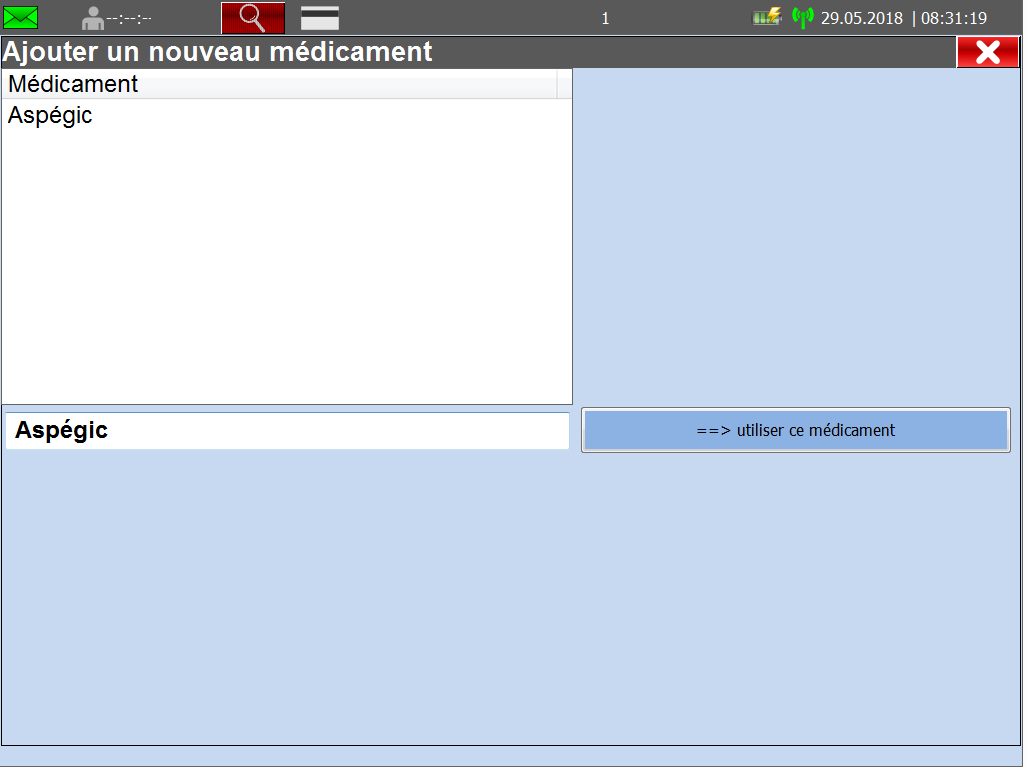 --:--:--
1
29.05.2018 | 08:31:19
Ajouter un nouveau médicament
Médicament
Aspégic
Aspégic
==> utiliser ce médicament